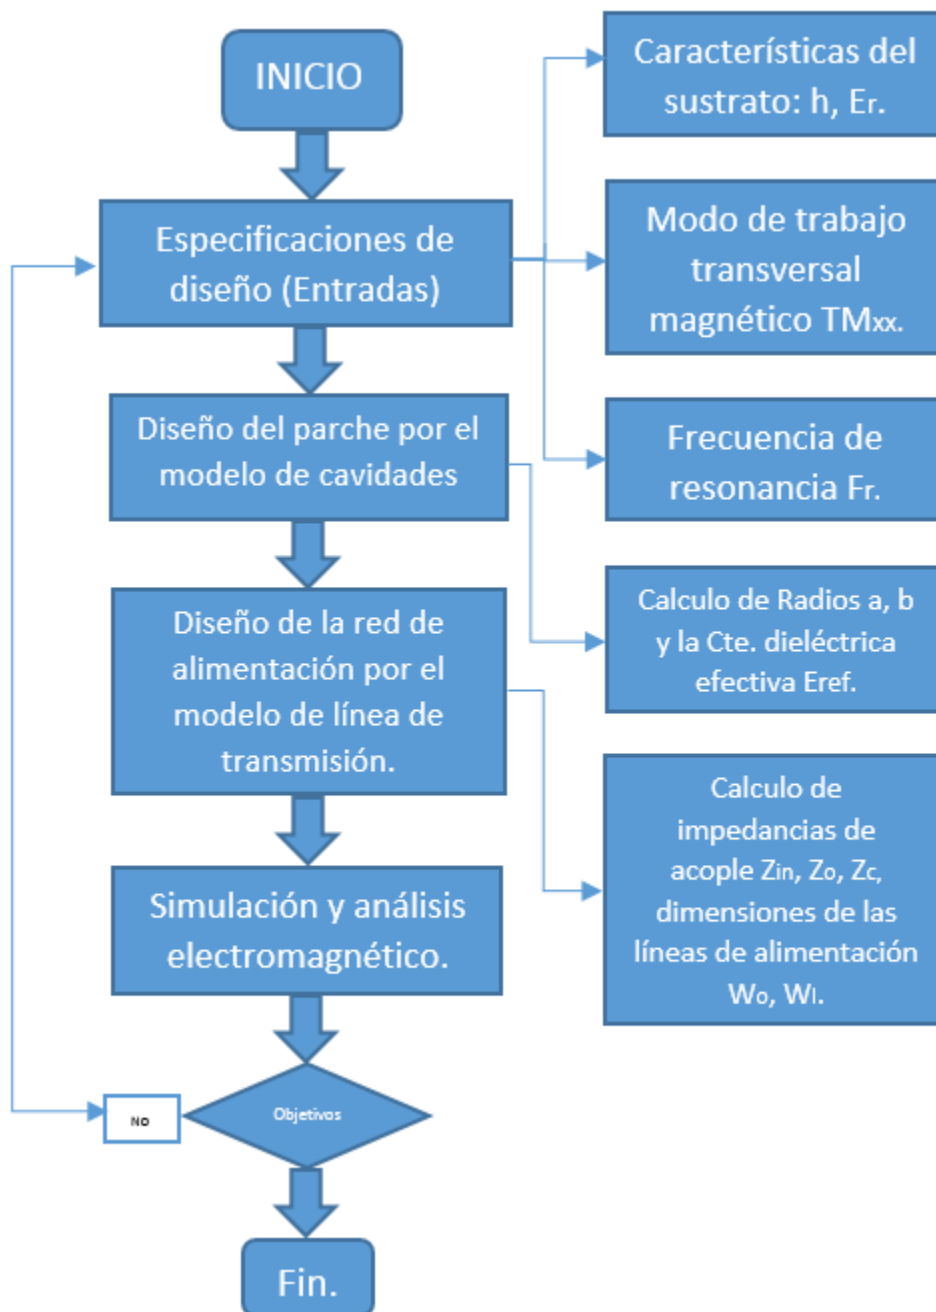 INICIO
Especificaciones de
diseño (Entradas)
Diseño del parche por el
modelo de cavidades
Diseño de la red de
alimentación por el
modelo de línea de
transmisión.
Simulación y análisis
electromagnético.
Objetivos
No
Fin.
Características del
sustrato: h, Er.
Modo de trabajo
transversal
magnético TMxx.
Frecuencia de
resonancia Fr.
Calculo de Radios a, b
y la Cte. dieléctrica
efectiva Eref.
Calculo de
impedancias de
acople Zin, Zo, Zc,
dimensiones de las
líneas de alimentación
Wo, Wl.